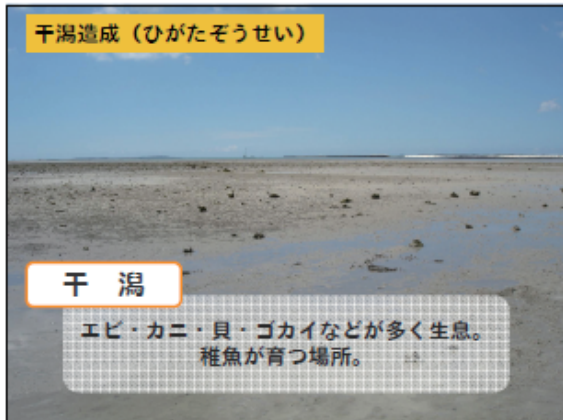 干潟造成（ひがたぞうせい）
干　潟
エビ・カニ・貝・ゴカイなどが多く生息。
稚魚が育つ場所。